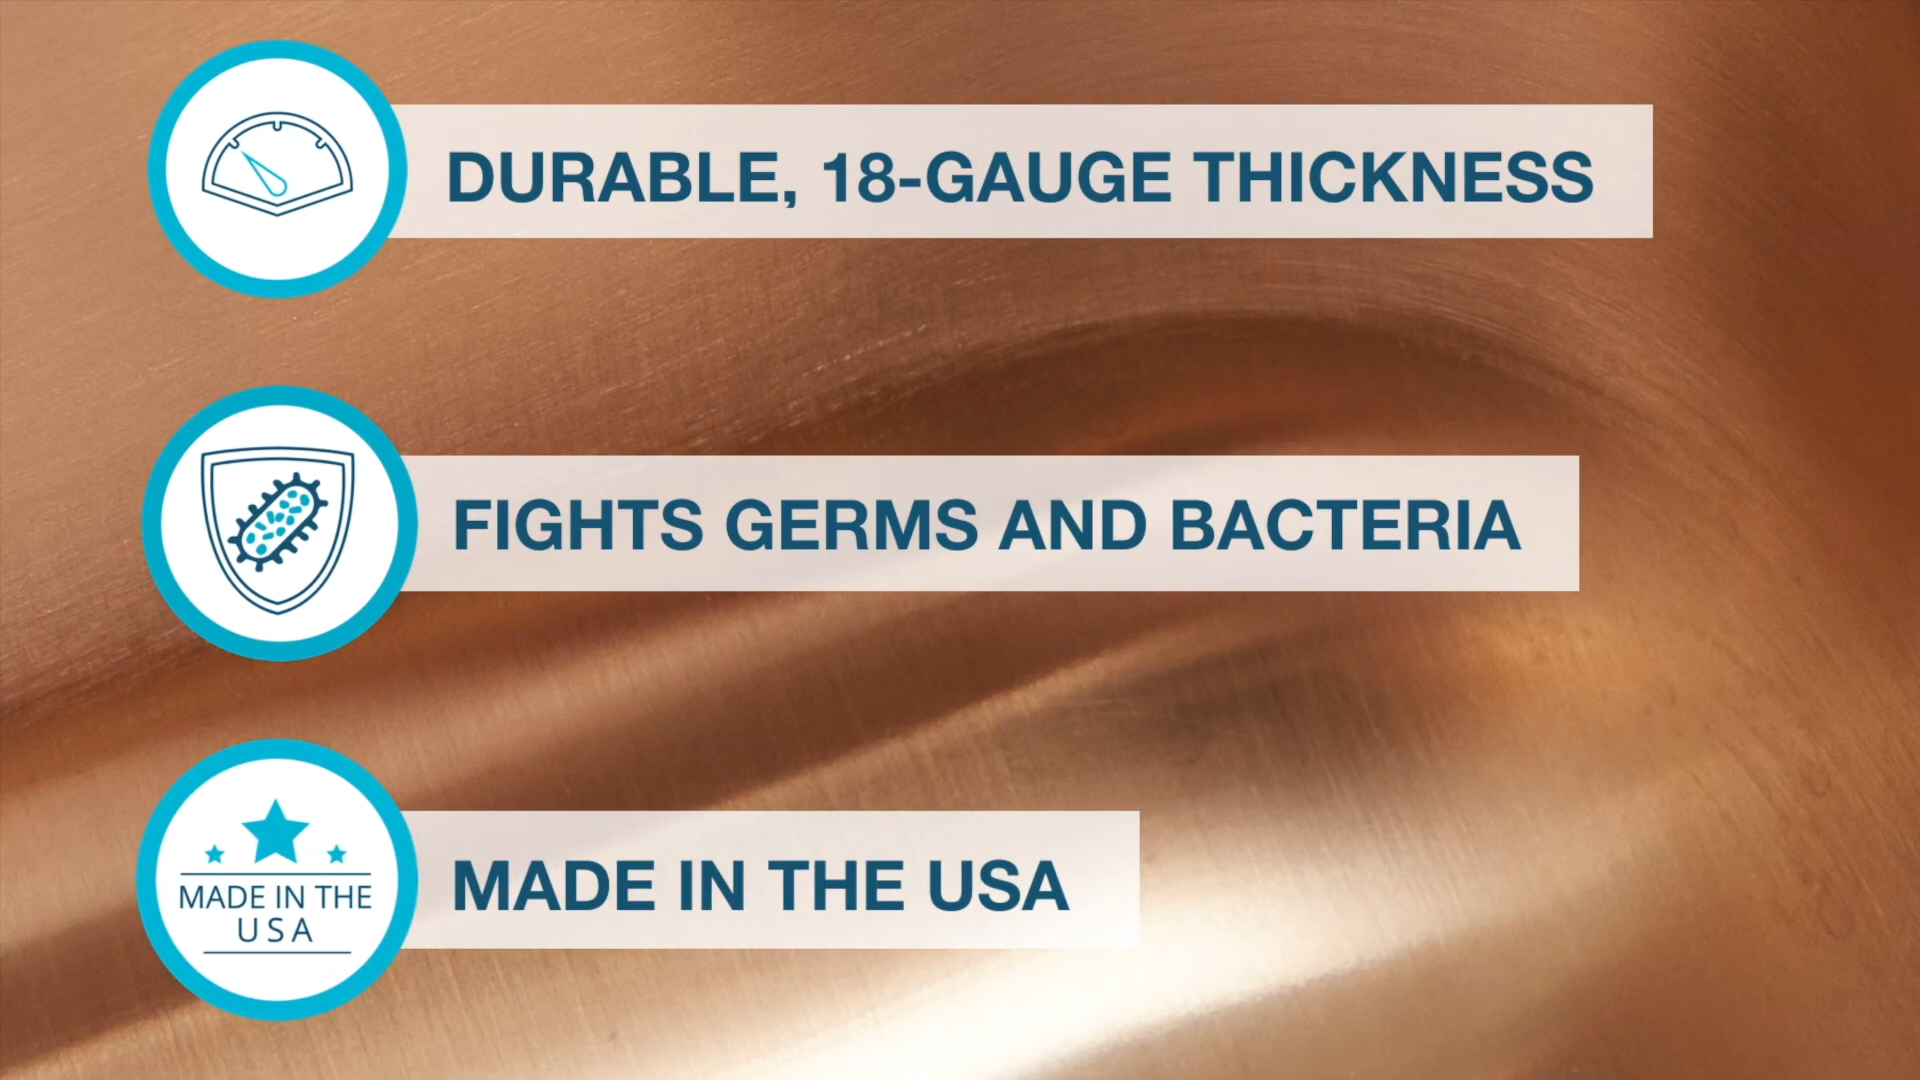 DURABLE, 18-GAUGE THICKNESS
FIGHTS GERMS AND BACTERIA
MADE IN THE
USA
MADE IN THE USA